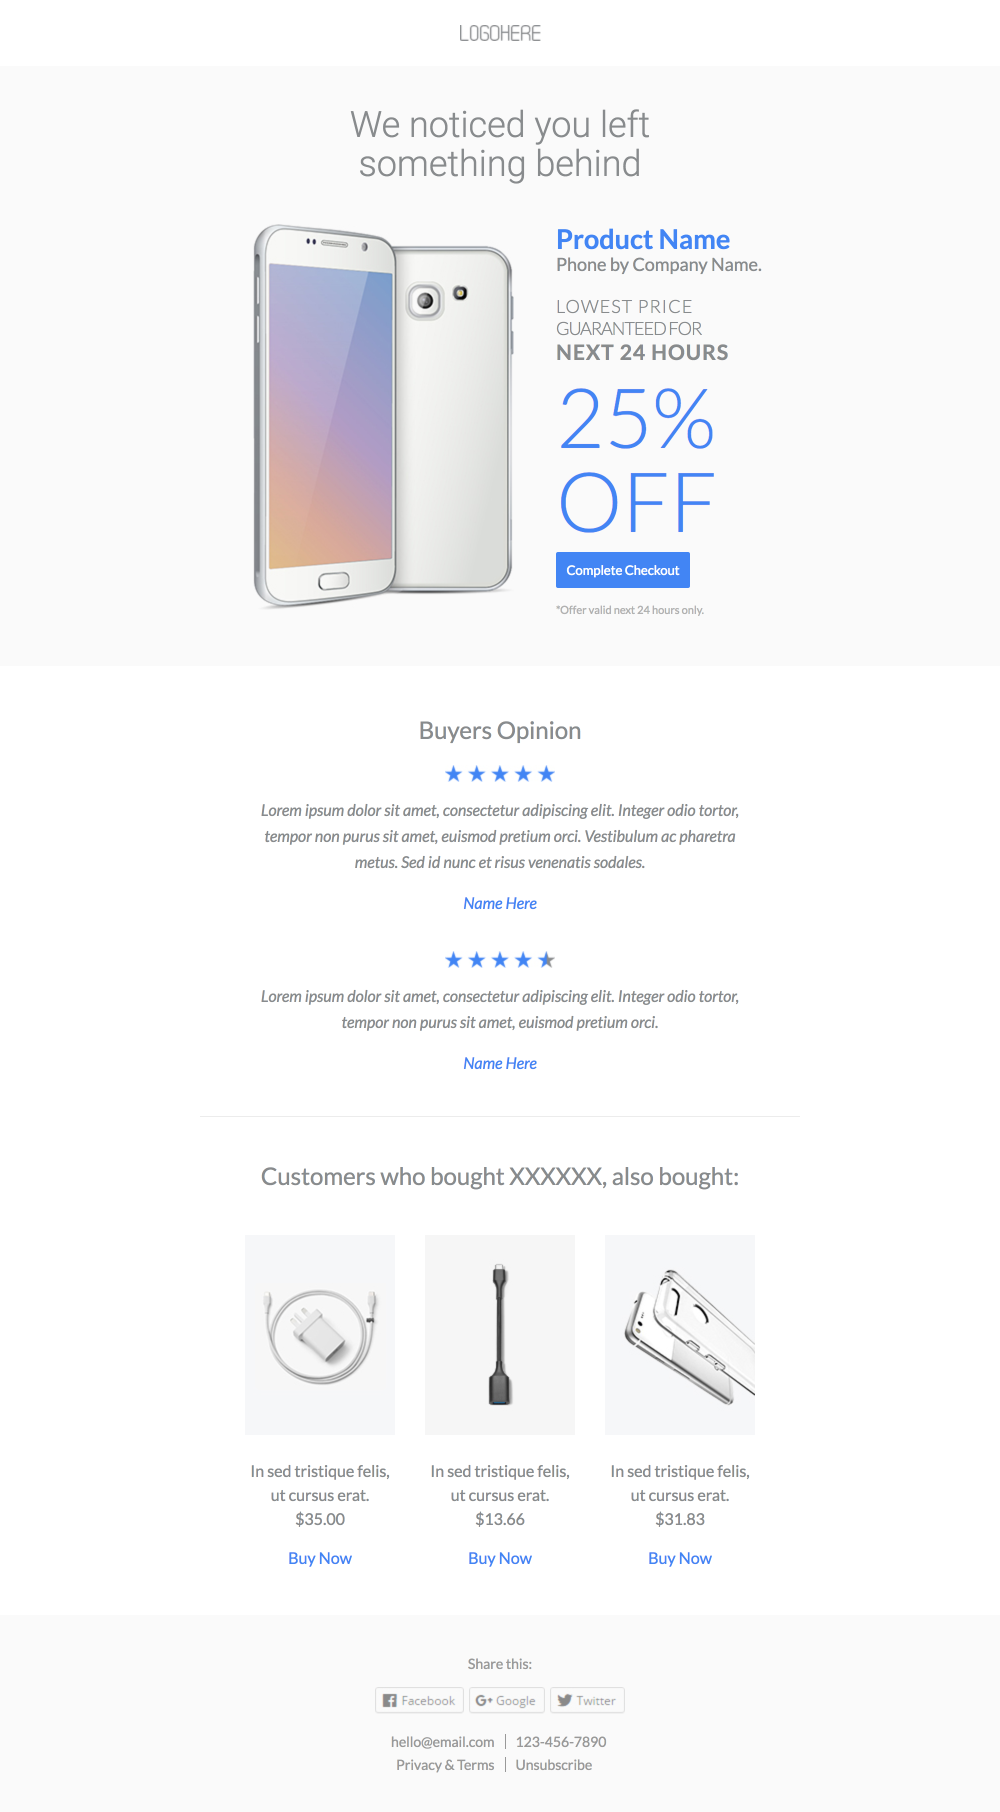 LOGOHERE
We noticed you left
something behind
Product Name
Phone by Company Name.
LOWEST PRICE
GUARANTEED FOR
NEXT 24 HOURS
25%
OFF
Complete Checkout
*Offer valid next 24 hours only.
Buyers Opinion
Lorem ipsum dolor sit amet, consectetur adipiscing elit. Integer odio tortor,
tempor non purus sit amet, euismod pretium orci. Vestibulum ac pharetra
metus. Sed id nunc et risus venenatis sodales.
Name Here
Lorem ipsum dolor sit amet, consectetur adipiscing elit. Integer odio tortor,
tempor non purus sit amet, euismod pretium orci.
Name Here
Customers who bought XXXXXX, also bought:
In sed tristique felis,
ut cursus erat.
$35.00
Buy Now
In sed tristique felis,
ut cursus erat.
$13.66
Buy Now
In sed tristique felis,
ut cursus erat.
$31.83
Buy Now
Share this:
Facebook
G+ Google
Twitter
hello@email.com | 123-456-7890
Privacy & Terms | Unsubscribe